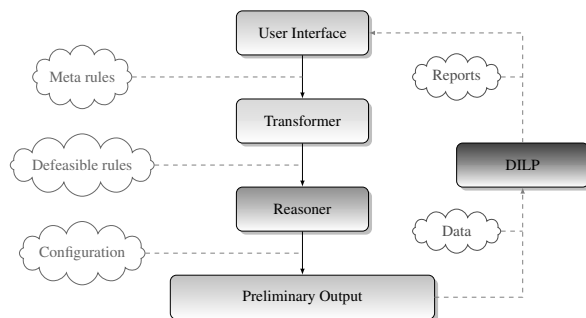 User Interface
Meta rules
Reports
Transformer
Defeasible rules
DILP
Reasoner
Data
Configuration
Preliminary Output